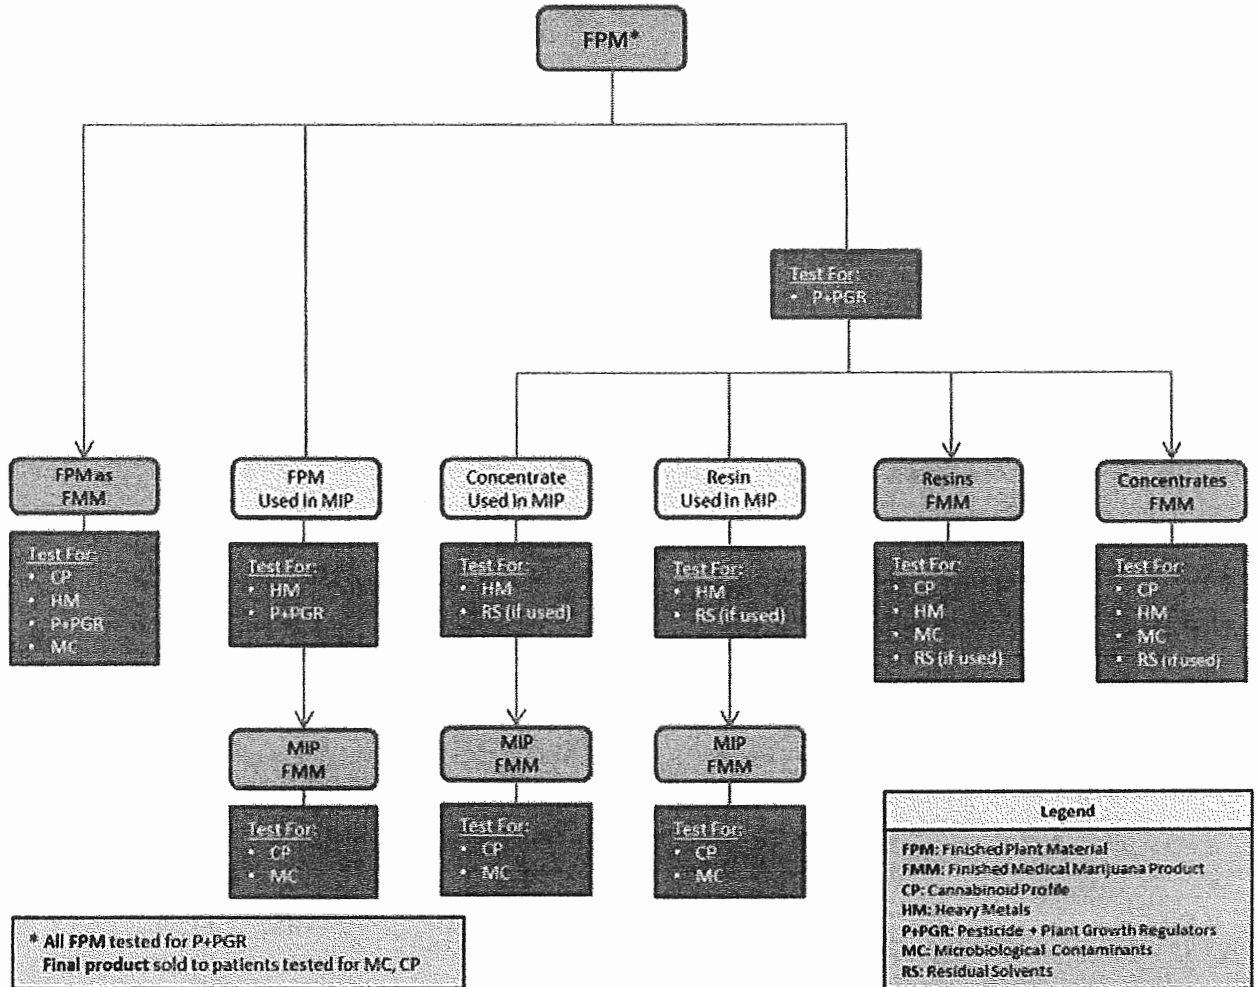 FPM*
Test For:
• P+PGR
FPM as
FMM
Test For:
• CP
• HM
• P+PGR
• MC
FPM
Used in MIP
Test For:
• HM
• P+PGR
MIP
FMM
Test For:
• CP
• MC
Concentrate
Used in MIP
Test For:
• HM
• RS (if used)
MIP
FMM
Test For:
• CP
• MC
Resin
Used in MIP
Test For:
• HM
• RS (if used)
MIP
FMM
Test For:
• CP
• MC
Resins
FMM
Test For:
• CP
• HM
• MC
• RS (if used)
Concentrates
FMM
Test For:
• CP
• HM
• MC
• RS (if used)
* All FPM tested for P+PGR
Final product sold to patients tested for MC, CP
Legend
FPM: Finished Plant Material
FMM: Finished Medical Marijuana Product
CP: Cannabinoid Profile
HM: Heavy Metals
P+PGR: Pesticide + Plant Growth Regulators
MC: Microbiological Contaminants
RS: Residual Solvents